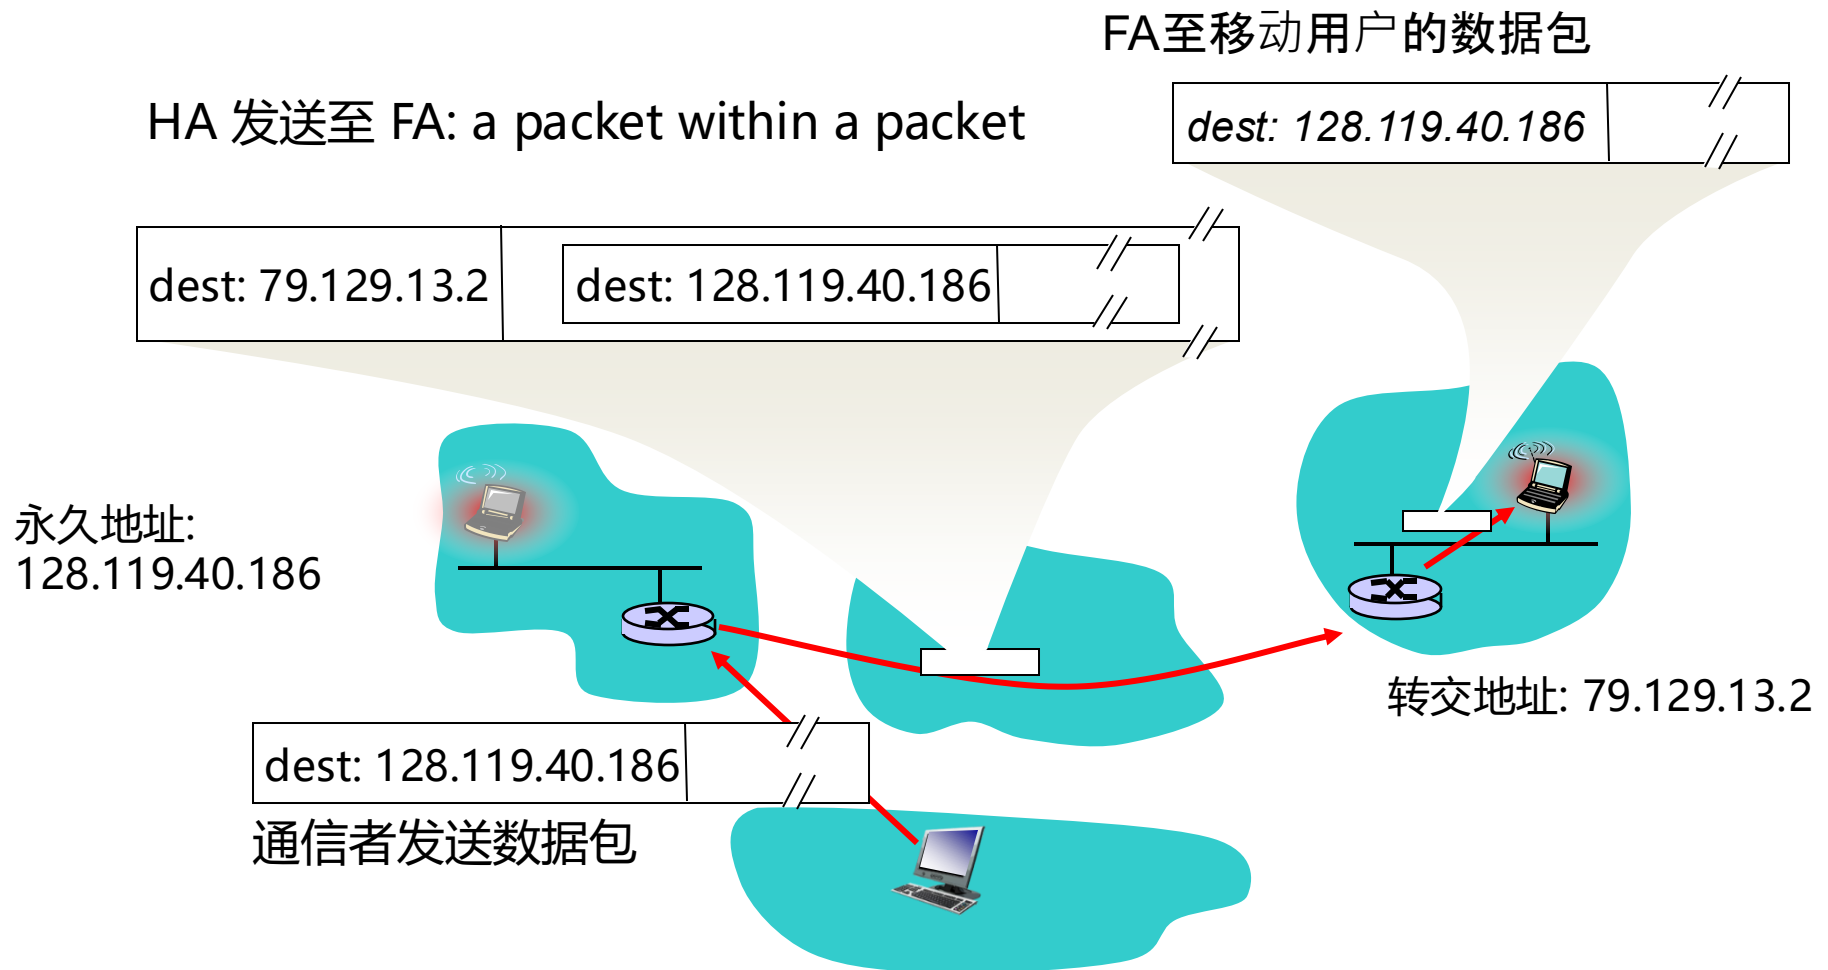 FA至移动用户的数据包
dest: 128.119.40.186
HA 发送至 FA: a packet within a packet
dest: 79.129.13.2
dest: 128.119.40.186
永久地址:
128.119.40.186
转交地址: 79.129.13.2
dest: 128.119.40.186
通信者发送数据包